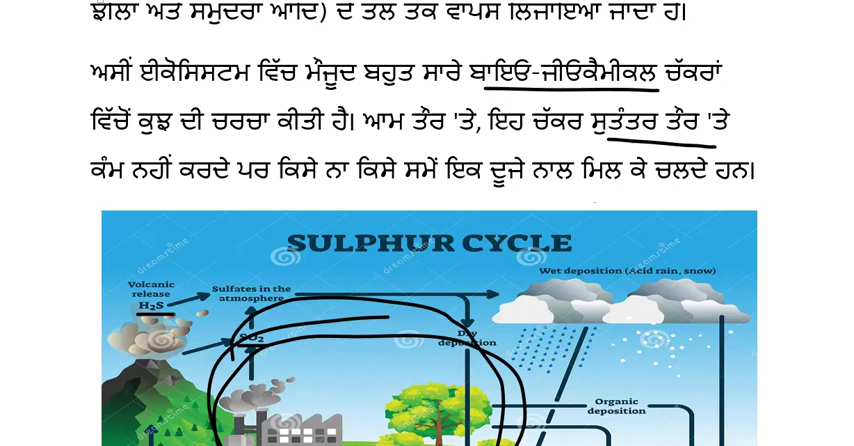 ਝੀਲਾਂ ਅਤੇ ਸਮੁੰਦਰਾਂ ਆਦਿ) ਦੇ ਤਲ ਤੱਕ ਵਾਪਸ ਲਿਜਾਇਆ ਜਾਂਦਾ ਹੈ।
ਅਸੀਂ ਈਕੋਸਿਸਟਮ ਵਿੱਚ ਮੌਜੂਦ ਬਹੁਤ ਸਾਰੇ ਬਾਇਓ-ਜੀਓਕੈਮੀਕਲ ਚੱਕਰਾਂ
ਵਿੱਚੋਂ ਕੁਝ ਦੀ ਚਰਚਾ ਕੀਤੀ ਹੈ। ਆਮ ਤੌਰ 'ਤੇ, ਇਹ ਚੱਕਰ ਸੁਤੰਤਰ ਤੌਰ 'ਤੇ
ਕੰਮ ਨਹੀਂ ਕਰਦੇ ਪਰ ਕਿਸੇ ਨਾ ਕਿਸੇ ਸਮੇਂ ਇਕ ਦੂਜੇ ਨਾਲ ਮਿਲ ਕੇ ਚਲਦੇ ਹਨ।
SULPHUR CYCLE
Wet deposition (Acid rain, snow)
Volcanic
release
H₂S
Sulfates in the
atmosphere
SO₂
Dry
deposition
Organic
deposition
dreamstime